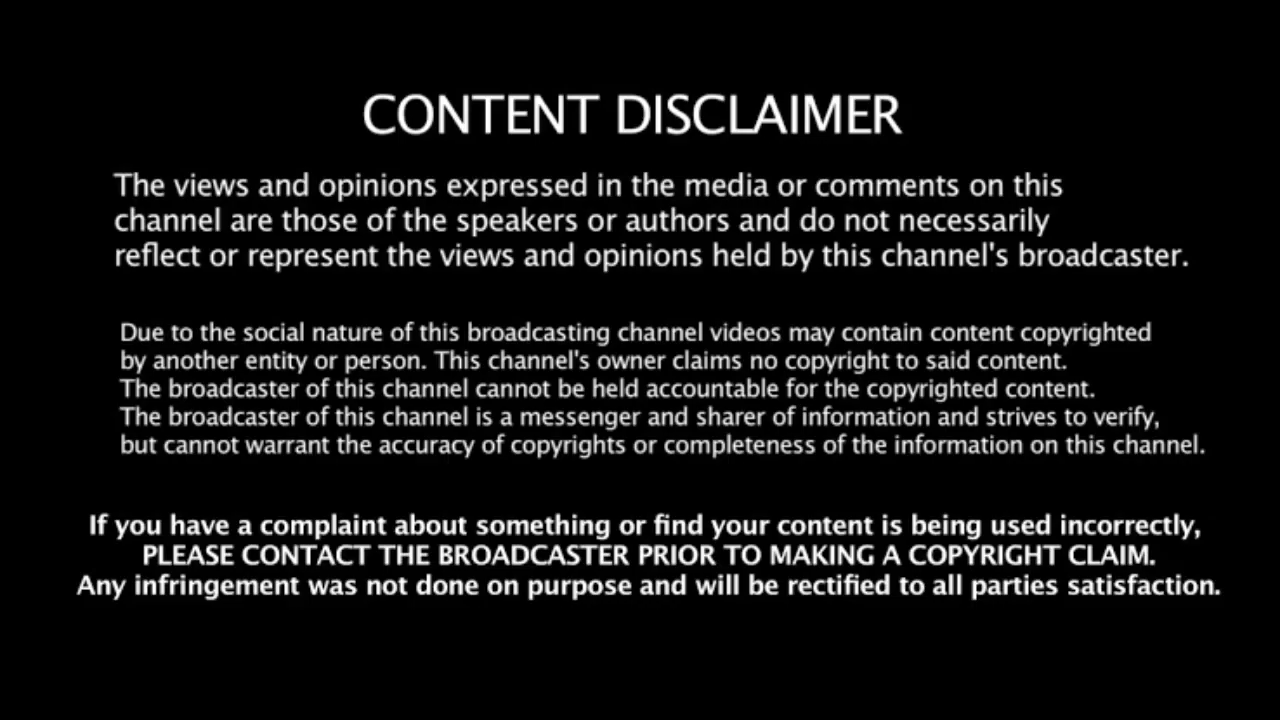 CONTENT DISCLAIMER
The views and opinions expressed in the media or comments on this
channel are those of the speakers or authors and do not necessarily
reflect or represent the views and opinions held by this channel's broadcaster.
Due to the social nature of this broadcasting channel videos may contain content copyrighted
by another entity or person. This channel's owner claims no copyright to said content.
The broadcaster of this channel cannot be held accountable for the copyrighted content.
The broadcaster of this channel is a messenger and sharer of information and strives to verify,
but cannot warrant the accuracy of copyrights or completeness of the information on this channel.
If you have a complaint about something or find your content is being used incorrectly,
PLEASE CONTACT THE BROADCASTER PRIOR TO MAKING A COPYRIGHT CLAIM.
Any infringement was not done on purpose and will be rectified to all parties satisfaction.